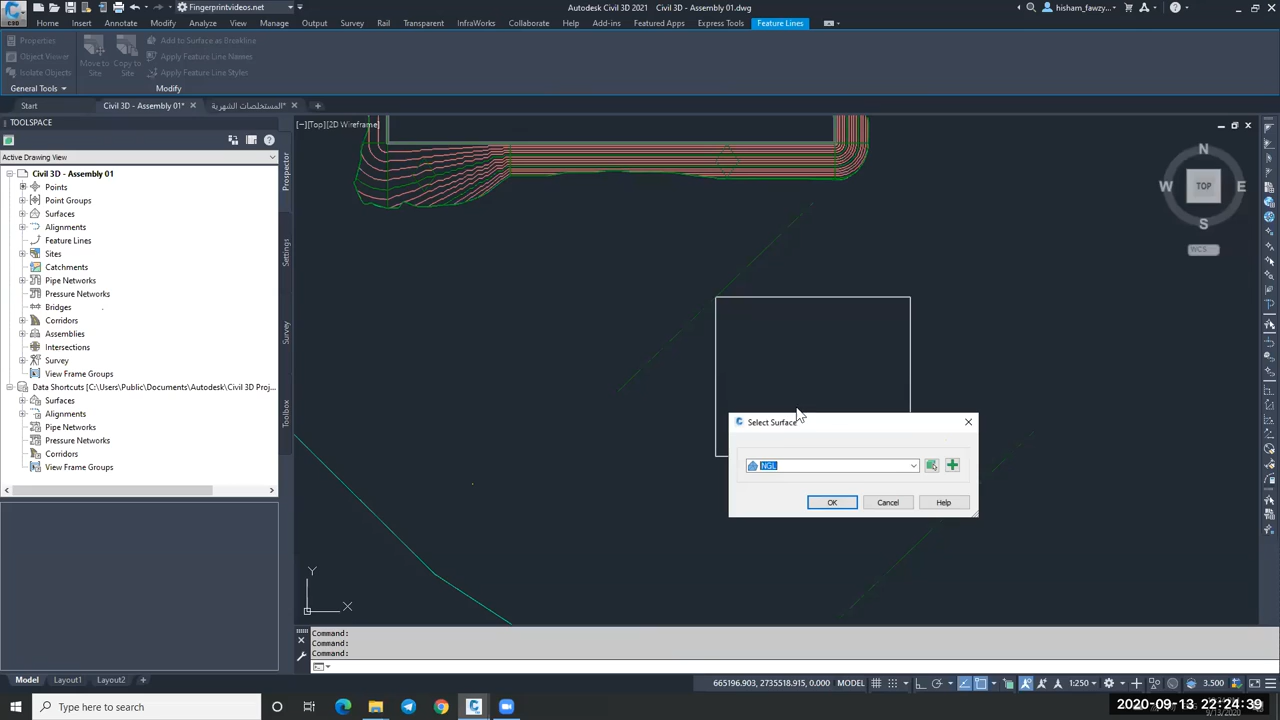 C3D
Fingerprintvideos.net
Autodesk Civil 3D 2021 Civil 3D - Assembly 01.dwg
hisham_fawzy...
Home Insert Annotate Modify Analyze View Manage Output Survey Rail Transparent InfraWorks Collaborate Help Add-ins Featured Apps Express Tools Feature Lines
Properties
Object Viewer
Isolate Objects
Move to Site
Copy to Site
Add to Surface as Breakline
Apply Feature Line Names
Apply Feature Line Styles
General Tools
Modify
Start
Civil 3D - Assembly 01*
المستخلصات الشهرية*
TOOLSPACE
Active Drawing View
Civil 3D - Assembly 01
Points
Point Groups
Surfaces
Alignments
Feature Lines
Sites
Catchments
Pipe Networks
Pressure Networks
Bridges
Corridors
Assemblies
Intersections
Survey
View Frame Groups
Data Shortcuts [C:\Users\Public\Documents\Autodesk\Civil 3D Proj...
Surfaces
Alignments
Pipe Networks
Pressure Networks
Corridors
View Frame Groups
Prospector
Settings
Survey
Toolbox
[−][Top][2D Wireframe]
N
W TOP E
S
WCS
Select Surface
NGL
OK Cancel Help
Y
X
Command:
Command:
Command:
Model Layout1 Layout2
665196.903, 2735518.915, 0.000 MODEL 1:250 3.500
Type here to search
2020-09-13 22:24:39